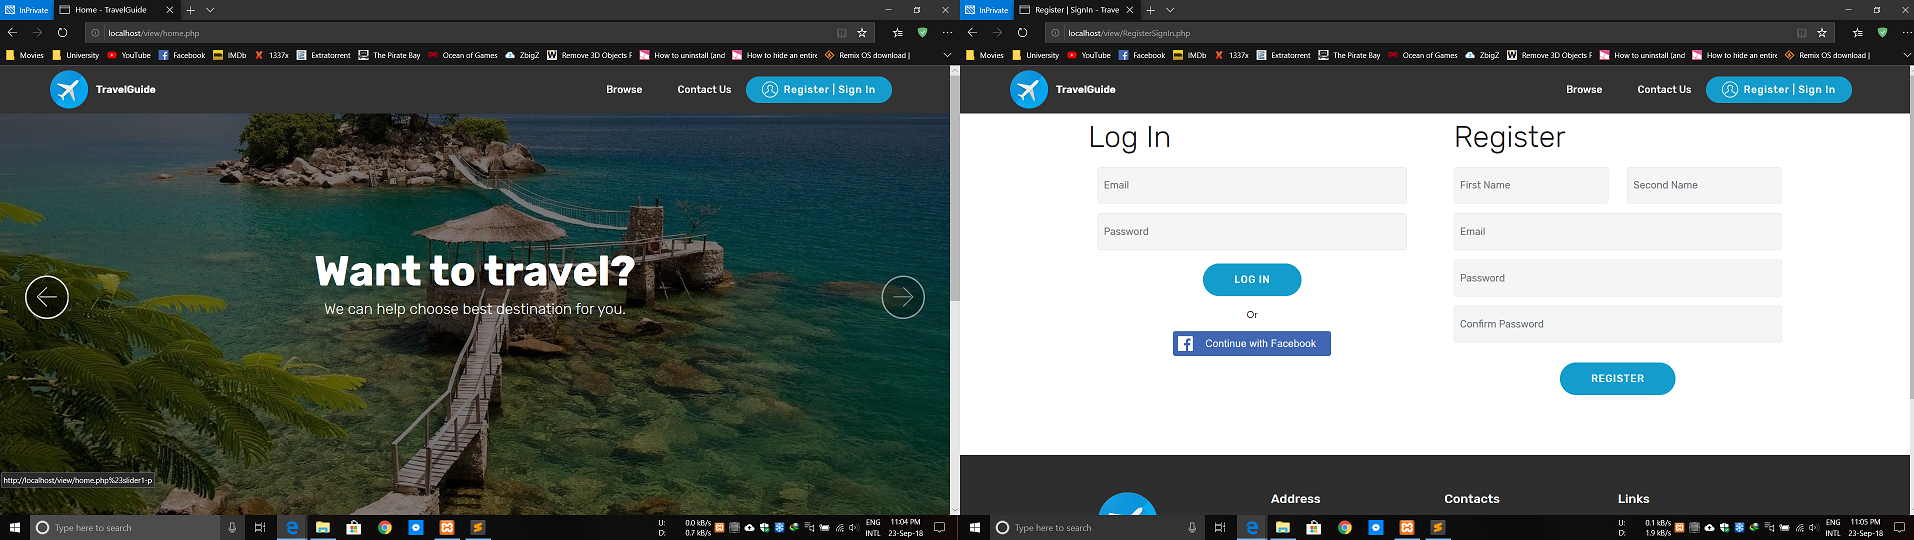 InPrivate
Home - TravelGuide
localhost/view/home.php
Movies University YouTube Facebook IMDb 1337x Extratorrent The Pirate Bay Ocean of Games ZbigZ Remove 3D Objects F How to uninstall (and How to hide an entire Remix OS download |
TravelGuide
Browse
Contact Us
Register | Sign In
Want to travel?
We can help choose best destination for you.
http://localhost/view/home.php%23slider1-p
Type here to search
U: 0.0 kB/s
D: 0.7 kB/s
ENG
INTL
11:04 PM
23-Sep-18
InPrivate
Register | SignIn - Trave
localhost/view/RegisterSignIn.php
Movies University YouTube Facebook IMDb 1337x Extratorrent The Pirate Bay Ocean of Games ZbigZ Remove 3D Objects F How to uninstall (and How to hide an entire Remix OS download |
TravelGuide
Browse
Contact Us
Register | Sign In
Log In
Email
Password
LOG IN
Or
Continue with Facebook
Register
First Name
Second Name
Email
Password
Confirm Password
REGISTER
Address
Contacts
Links
Type here to search
U: 0.1 kB/s
D: 1.9 kB/s
ENG
INTL
11:05 PM
23-Sep-18